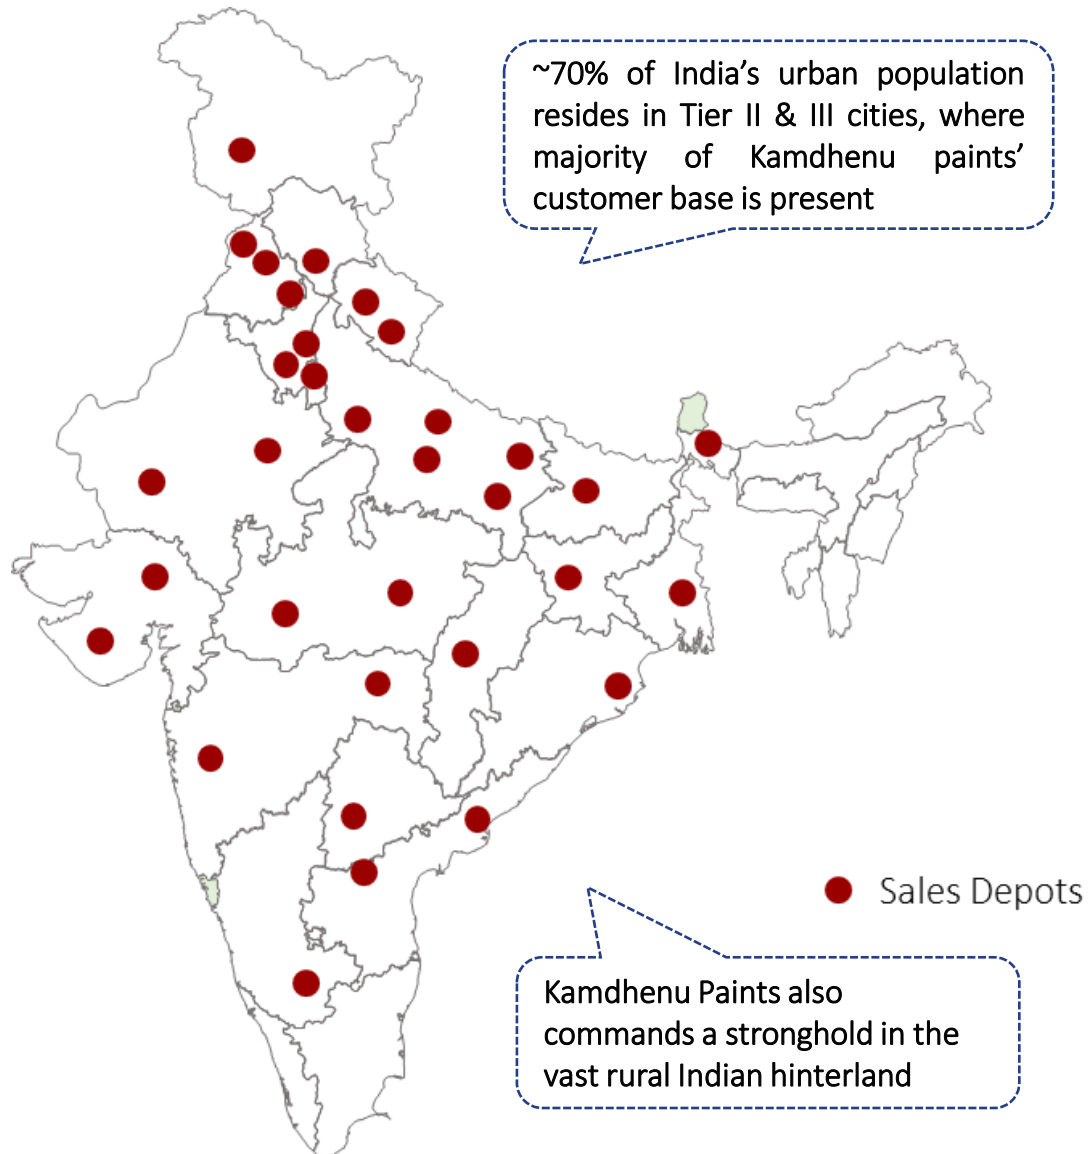 ~70% of India’s urban population
resides in Tier II & III cities, where
majority of Kamdhenu paints’
customer base is present
Sales Depots
Kamdhenu Paints also
commands a stronghold in the
vast rural Indian hinterland